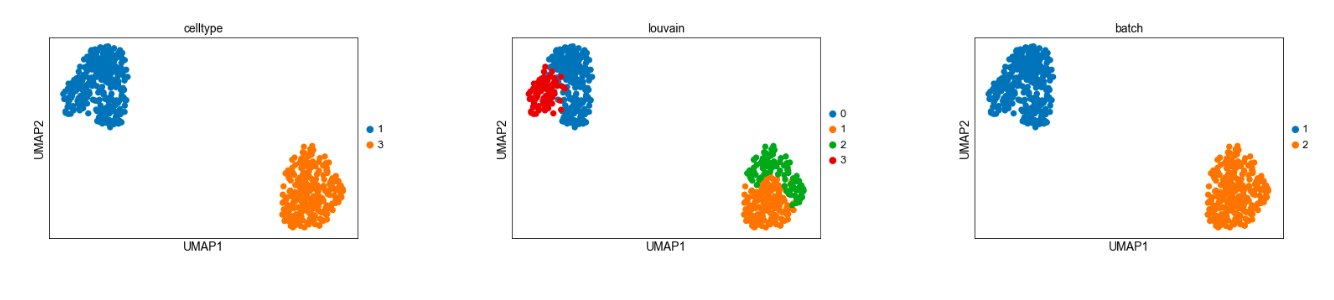 celltype
UMAP2
UMAP1
1
3
louvain
UMAP2
UMAP1
0
1
2
3
batch
UMAP2
UMAP1
1
2